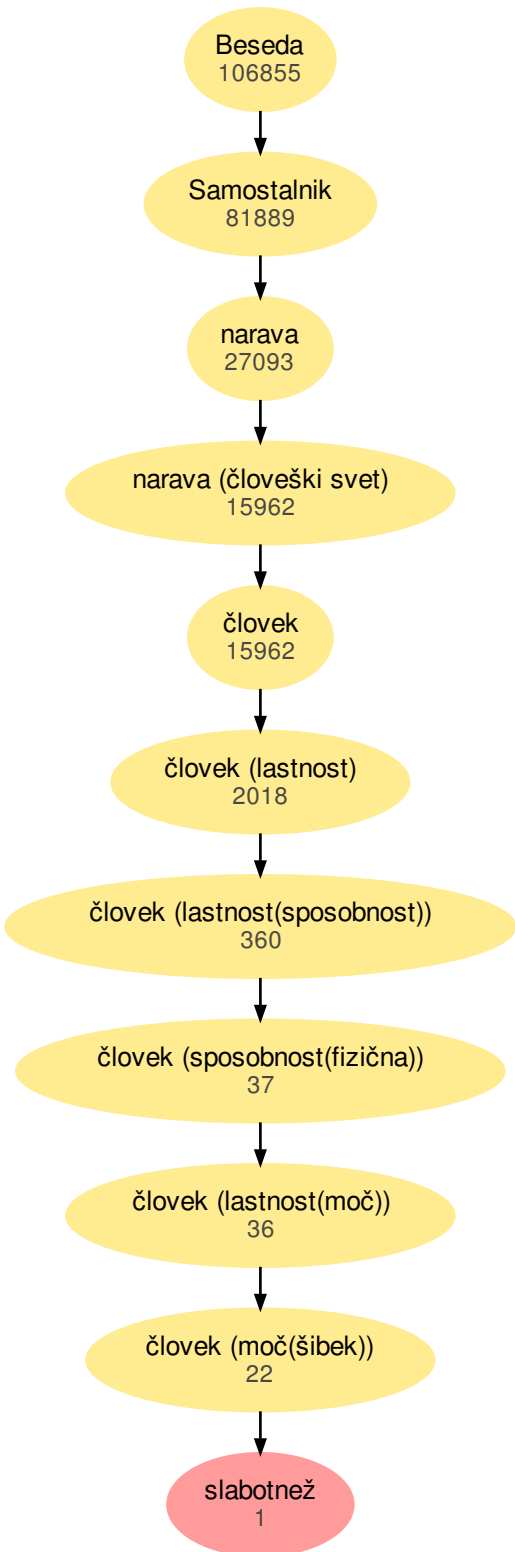 Beseda
106855
Samostalnik
81889
narava
27093
narava (človeški svet)
15962
človek
15962
človek (lastnost)
2018
človek (lastnost(sposobnost))
360
človek (sposobnost(fizična))
37
človek (lastnost(moč))
36
človek (moč(šibek))
22
slabotnež
1